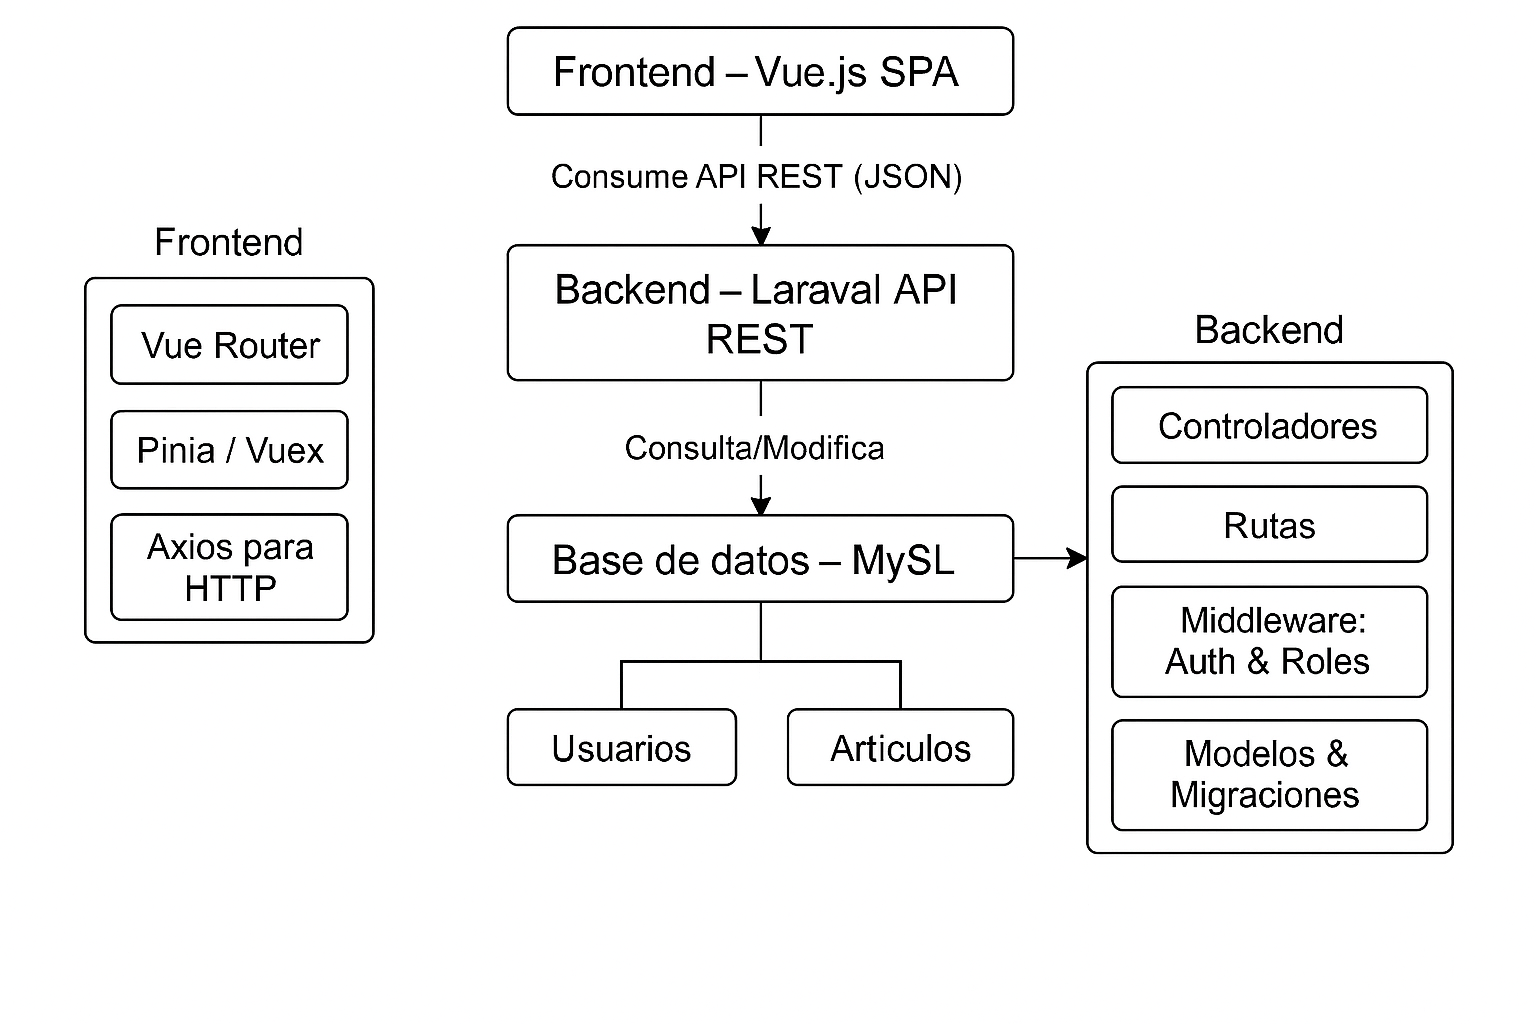 Frontend – Vue.js SPA
Consume API REST (JSON)
Backend – Laraval API
REST
Consulta/Modifica
Base de datos – MySL
Usuarios
Articulos
Frontend
Vue Router
Pinia / Vuex
Axios para
HTTP
Backend
Controladores
Rutas
Middleware:
Auth & Roles
Modelos &
Migraciones